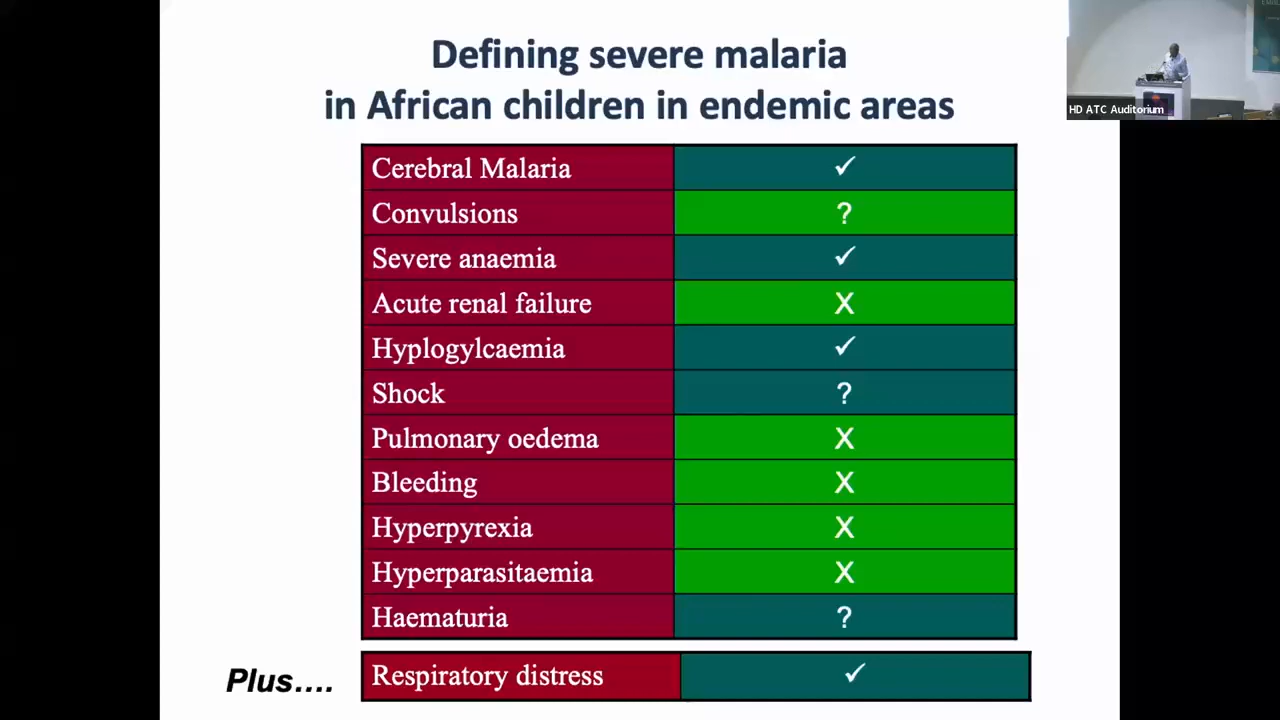 Defining severe malaria
in African children in endemic areas
HD ATC Auditorium
Cerebral Malaria ✓
Convulsions ?
Severe anaemia ✓
Acute renal failure X
Hyplogylcaemia ✓
Shock ?
Pulmonary oedema X
Bleeding X
Hyperpyrexia X
Hyperparasitaemia X
Haematuria ?
Plus.... Respiratory distress ✓